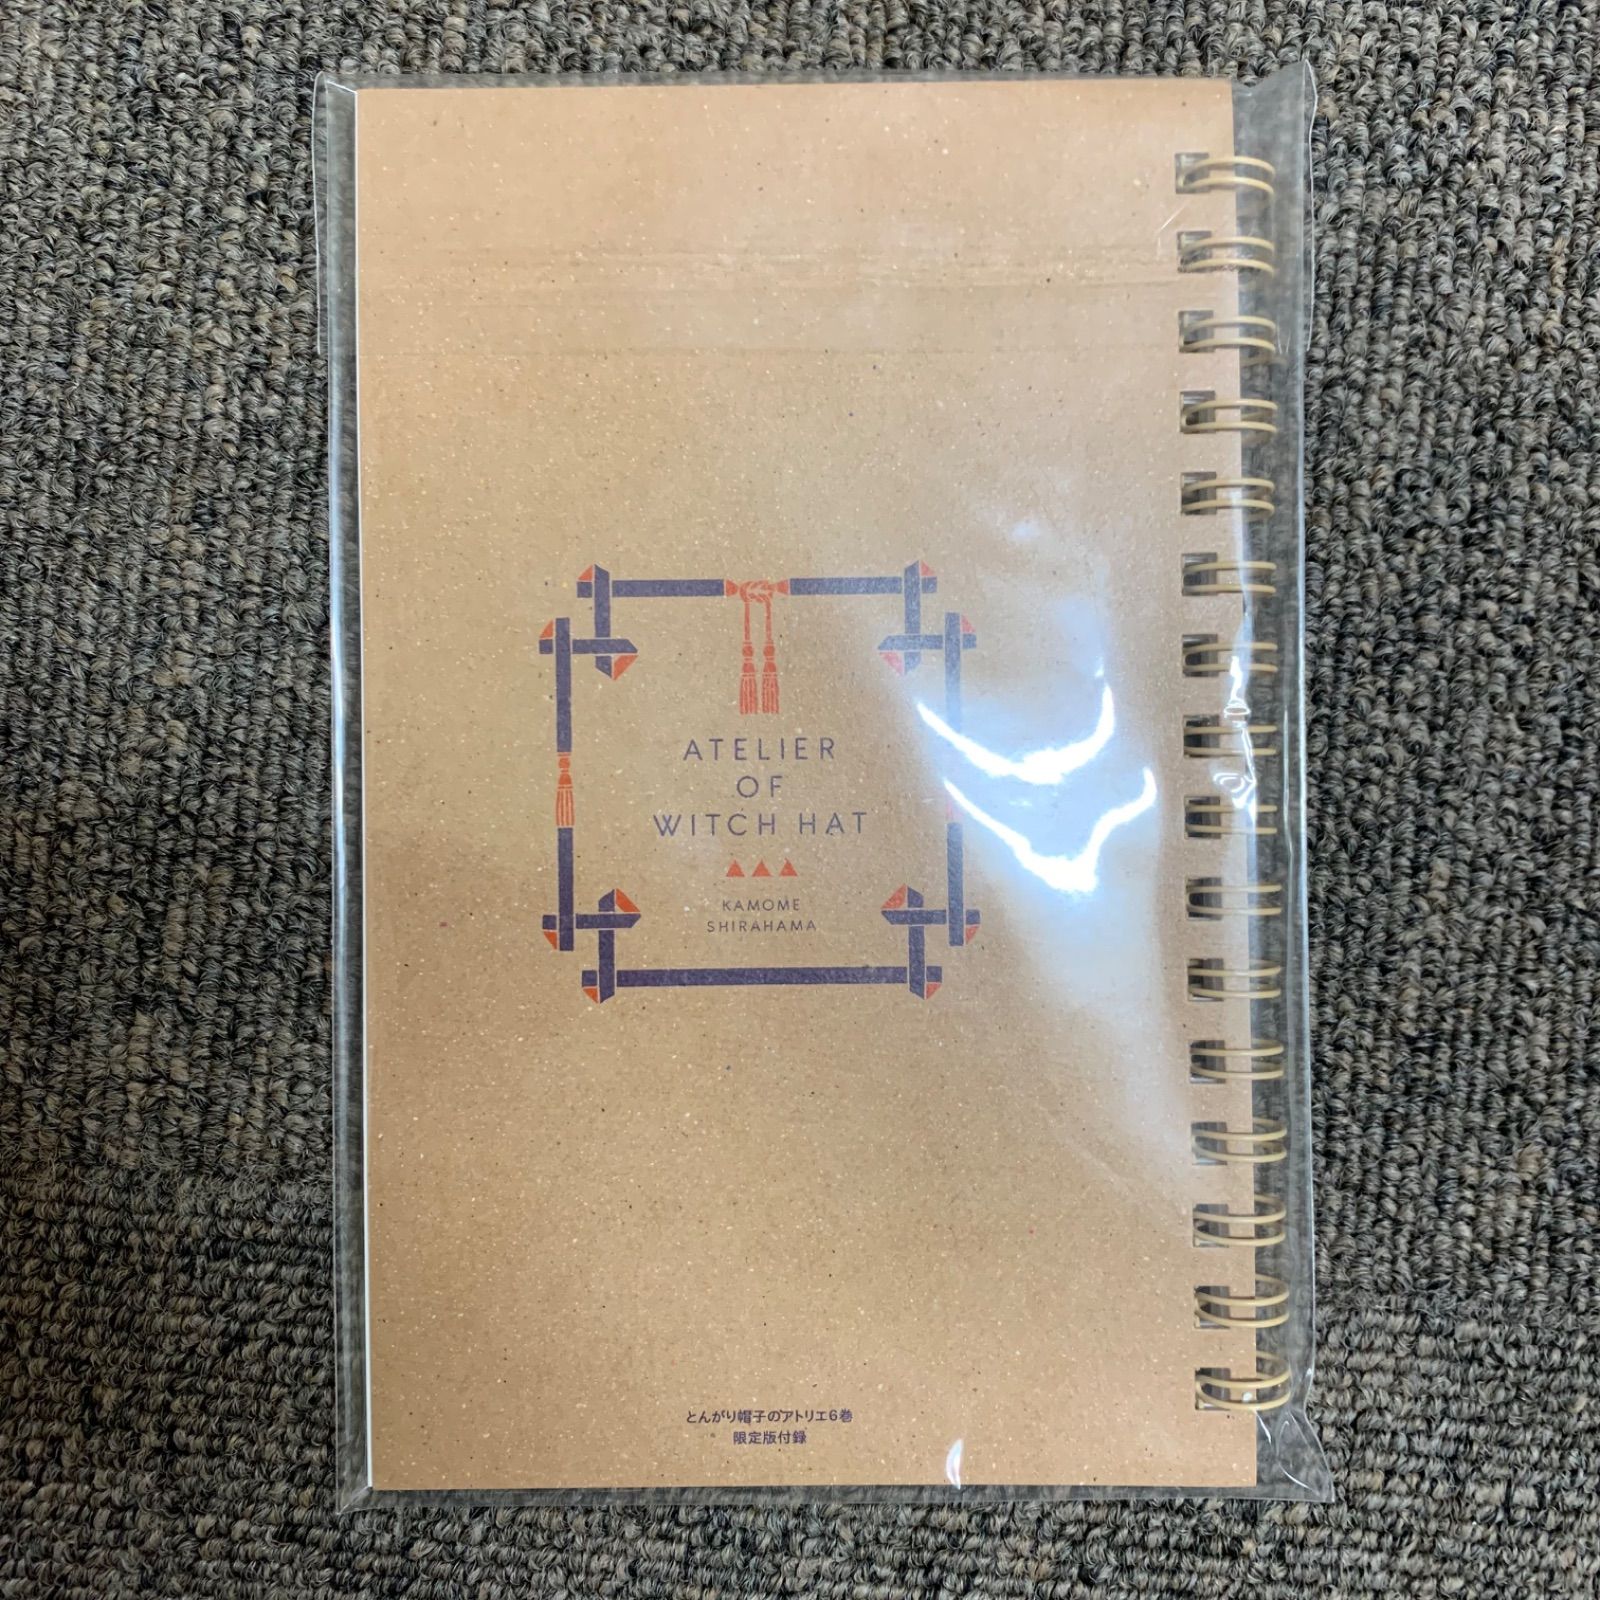 ATELIER
OF
WITCH HAT
KAMOME
SHIRAHAMA
とんがり帽子のアトリエ6巻
限定版付録